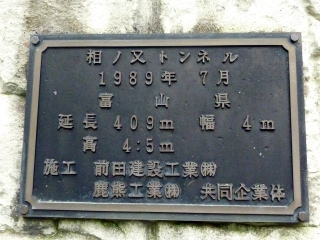 相ノ又トンネル
1989年 7月
富山県
延長 409m 幅 4m
高 4.5m
施工 前田建設工業㈱
鹿熊工業㈱ 共同企業体